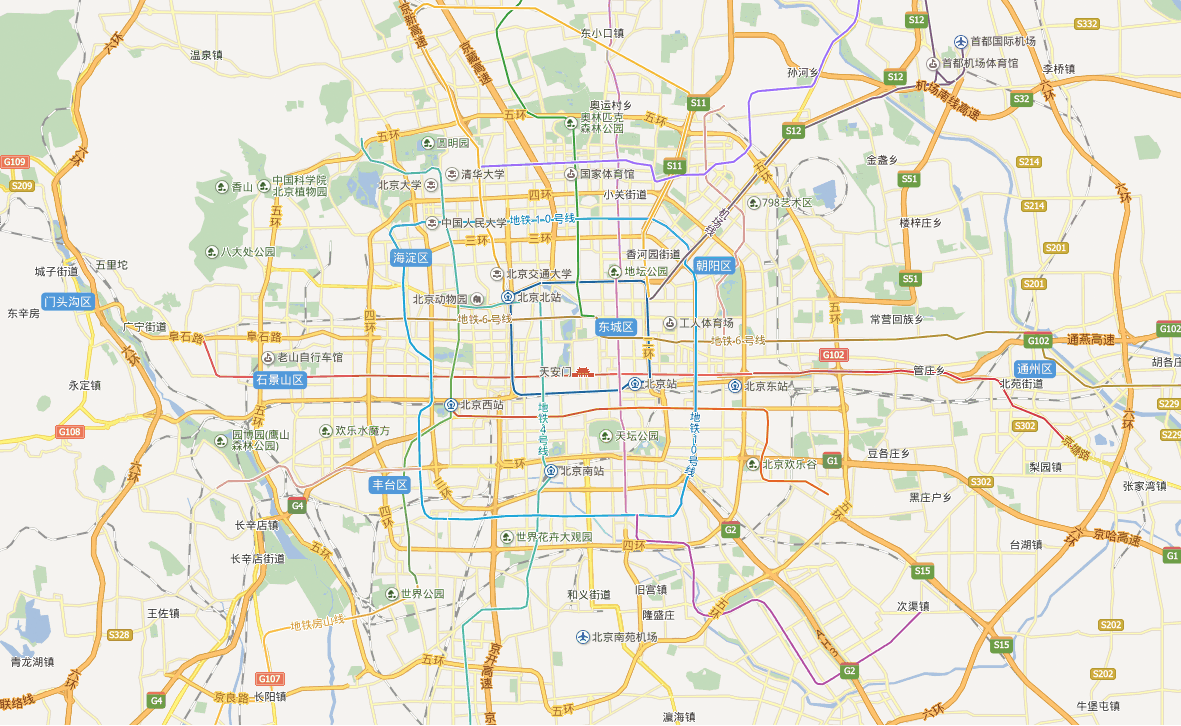 京新高速
京藏高速
东小口镇
S12
S332
六环
温泉镇
首都国际机场
首都机场体育馆
孙河乡
S12
李桥镇
六环
机场南线高速
S32
S11
奥运村乡
奥林匹克
森林公园
五环
五环
S12
五环
圆明园
六环
G109
S209
金盏乡
S214
清华大学
国家体育馆
S11
五环
S51
香山
中国科学院
北京植物园
北京大学
小关街道
四环
六环
五环
798艺术区
S214
中国人民大学
地铁10号线
机场线
楼梓庄乡
三环
三环
S201
八大处公园
海淀区
香河园街道
朝阳区
城子街道
五里坨
北京交通大学
地坛公园
S51
S201
门头沟区
北京动物园
北京北站
东辛房
广宁街道
四环
地铁6号线
东城区
工人体育场
五环
常营回族乡
阜石路
阜石路
地铁6号线
G102
G102
通燕高速
六环
老山自行车馆
二环
G102
胡各庄
石景山区
天安门
管庄乡
通州区
永定镇
北京站
北京东站
北苑街道
北京西站
地铁4号线
地铁10号线
S229
五环
G108
园博园(鹰山
森林公园)
欢乐水魔方
天坛公园
S302
六环
S229
京塘路
二环
北京南站
北京欢乐谷
G1
豆各庄乡
梨园镇
六环
丰台区
三环
S302
张家湾镇
G4
四环
黑庄户乡
五环
长辛店镇
G2
世界花卉大观园
四环
六环
京哈高速
长辛店街道
五环
台湖镇
G1
S15
世界公园
和义街道
旧宫镇
五环
王佐镇
隆盛庄
次渠镇
地铁房山线
S328
北京南苑机场
S202
青龙湖镇
京开高速
S15
五环
G2
六环
G107
S202
联络线
G4
京良路
长阳镇
京
五环
瀛海镇
六环
牛堡屯镇